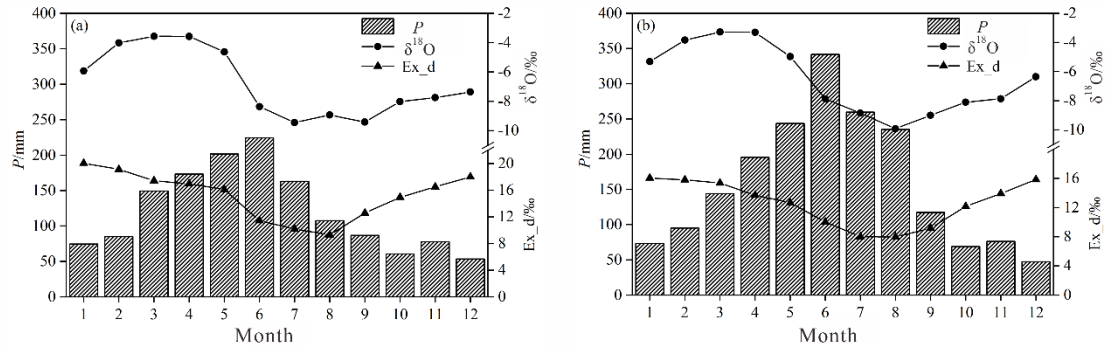 (a)
P
δ¹⁸O
Ex_d
400
350
300
250
200
150
100
50
0
P/mm
-2
-4
-6
-8
-10
δ¹⁸O/‰
20
16
12
8
4
0
Ex_d/‰
1 2 3 4 5 6 7 8 9 10 11 12
Month
(b)
P
δ¹⁸O
Ex_d
400
350
300
250
200
150
100
50
0
P/mm
-2
-4
-6
-8
-10
δ¹⁸O/‰
16
12
8
4
0
Ex_d/‰
1 2 3 4 5 6 7 8 9 10 11 12
Month